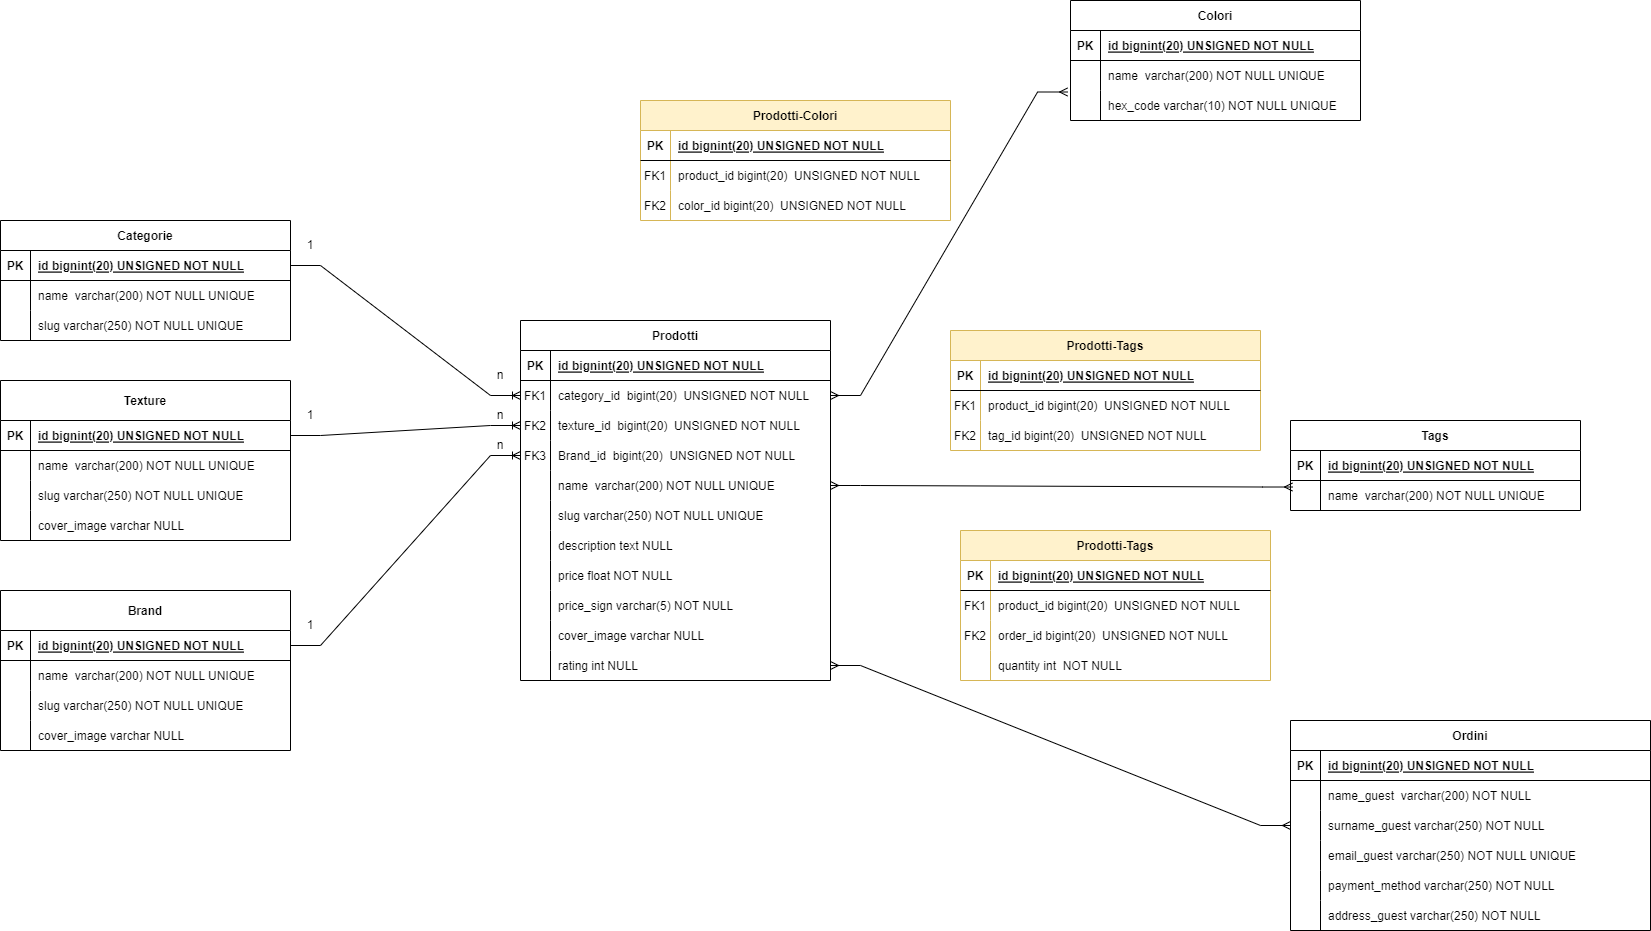 Colori
PK id bignint(20) UNSIGNED NOT NULL
name varchar(200) NOT NULL UNIQUE
hex_code varchar(10) NOT NULL UNIQUE
Prodotti-Colori
PK id bignint(20) UNSIGNED NOT NULL
FK1 product_id bigint(20) UNSIGNED NOT NULL
FK2 color_id bigint(20) UNSIGNED NOT NULL
Categorie
PK id bignint(20) UNSIGNED NOT NULL
name varchar(200) NOT NULL UNIQUE
slug varchar(250) NOT NULL UNIQUE
1
n
Texture
PK id bignint(20) UNSIGNED NOT NULL
name varchar(200) NOT NULL UNIQUE
slug varchar(250) NOT NULL UNIQUE
cover_image varchar NULL
1
n
Brand
PK id bignint(20) UNSIGNED NOT NULL
name varchar(200) NOT NULL UNIQUE
slug varchar(250) NOT NULL UNIQUE
cover_image varchar NULL
1
n
Prodotti
PK id bignint(20) UNSIGNED NOT NULL
FK1 category_id bigint(20) UNSIGNED NOT NULL
FK2 texture_id bigint(20) UNSIGNED NOT NULL
FK3 Brand_id bigint(20) UNSIGNED NOT NULL
name varchar(200) NOT NULL UNIQUE
slug varchar(250) NOT NULL UNIQUE
description text NULL
price float NOT NULL
price_sign varchar(5) NOT NULL
cover_image varchar NULL
rating int NULL
Prodotti-Tags
PK id bignint(20) UNSIGNED NOT NULL
FK1 product_id bigint(20) UNSIGNED NOT NULL
FK2 tag_id bigint(20) UNSIGNED NOT NULL
Tags
PK id bignint(20) UNSIGNED NOT NULL
name varchar(200) NOT NULL UNIQUE
Prodotti-Tags
PK id bignint(20) UNSIGNED NOT NULL
FK1 product_id bigint(20) UNSIGNED NOT NULL
FK2 order_id bigint(20) UNSIGNED NOT NULL
quantity int NOT NULL
Ordini
PK id bignint(20) UNSIGNED NOT NULL
name_guest varchar(200) NOT NULL
surname_guest varchar(250) NOT NULL
email_guest varchar(250) NOT NULL UNIQUE
payment_method varchar(250) NOT NULL
address_guest varchar(250) NOT NULL